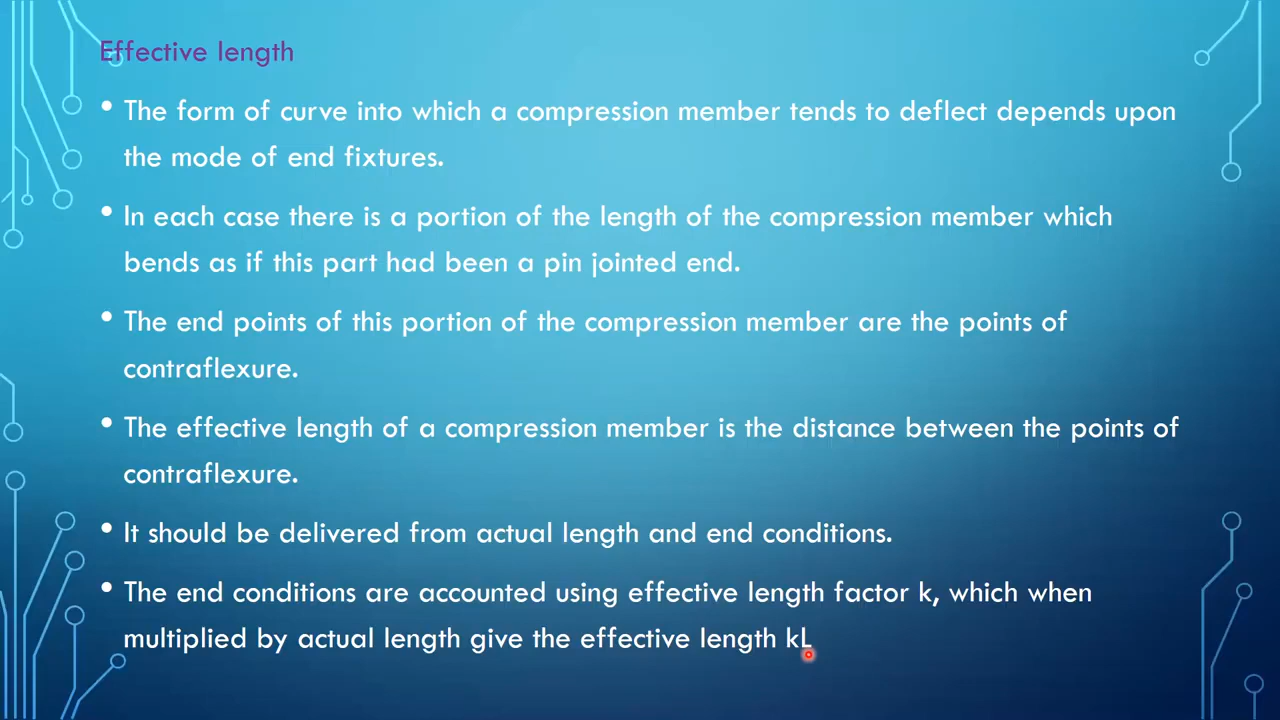 Effective length
• The form of curve into which a compression member tends to deflect depends upon
the mode of end fixtures.
• In each case there is a portion of the length of the compression member which
bends as if this part had been a pin jointed end.
• The end points of this portion of the compression member are the points of
contraflexure.
• The effective length of a compression member is the distance between the points of
contraflexure.
• It should be delivered from actual length and end conditions.
• The end conditions are accounted using effective length factor k, which when
multiplied by actual length give the effective length kL